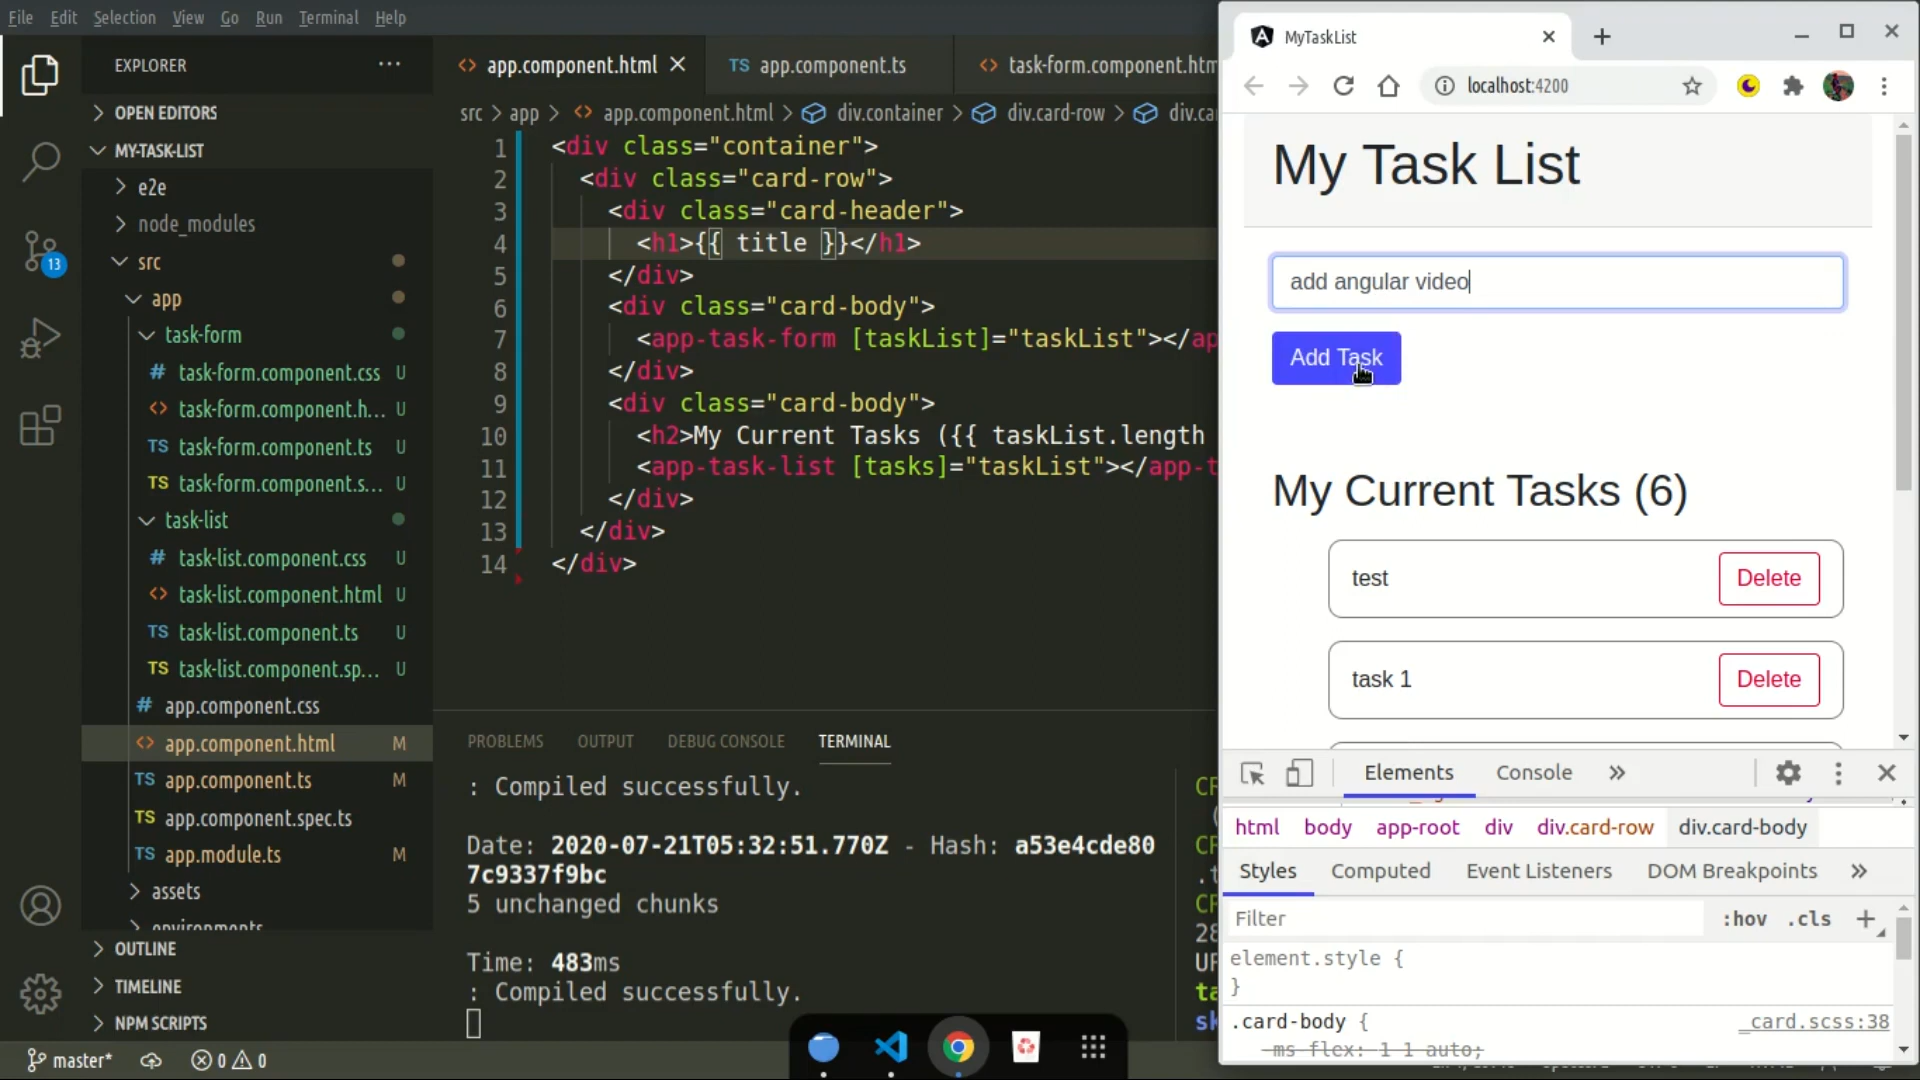 File Edit Selection View Go Run Terminal Help
EXPLORER
OPEN EDITORS
MY-TASK-LIST
e2e
node_modules
src
app
task-form
task-form.component.css U
task-form.component.h... U
task-form.component.ts U
task-form.component.s... U
task-list
task-list.component.css U
task-list.component.html U
task-list.component.ts U
task-list.component.sp... U
app.component.css
app.component.html M
app.component.ts M
app.component.spec.ts
app.module.ts M
assets
environments
OUTLINE
TIMELINE
NPM SCRIPTS
13
master*
0 0
app.component.html
TS app.component.ts
task-form.component.htm
src > app > app.component.html > div.container > div.card-row > div.ca
1 <div class="container">
2 <div class="card-row">
3 <div class="card-header">
4 <h1>{{ title }}</h1>
5 </div>
6 <div class="card-body">
7 <app-task-form [taskList]="taskList"></ap
8 </div>
9 <div class="card-body">
10 <h2>My Current Tasks ({{ taskList.length
11 <app-task-list [tasks]="taskList"></app-t
12 </div>
13 </div>
14 </div>
PROBLEMS OUTPUT DEBUG CONSOLE TERMINAL
: Compiled successfully.
Date: 2020-07-21T05:32:51.770Z - Hash: a53e4cde80
7c9337f9bc
5 unchanged chunks
Time: 483ms
: Compiled successfully.
MyTaskList
localhost:4200
My Task List
add angular video
Add Task
My Current Tasks (6)
test Delete
task 1 Delete
Elements Console
html body app-root div div.card-row div.card-body
Styles Computed Event Listeners DOM Breakpoints
Filter :hov .cls
element.style {
}
.card-body { _card.scss:38
-ms-flex: 1 1 auto;